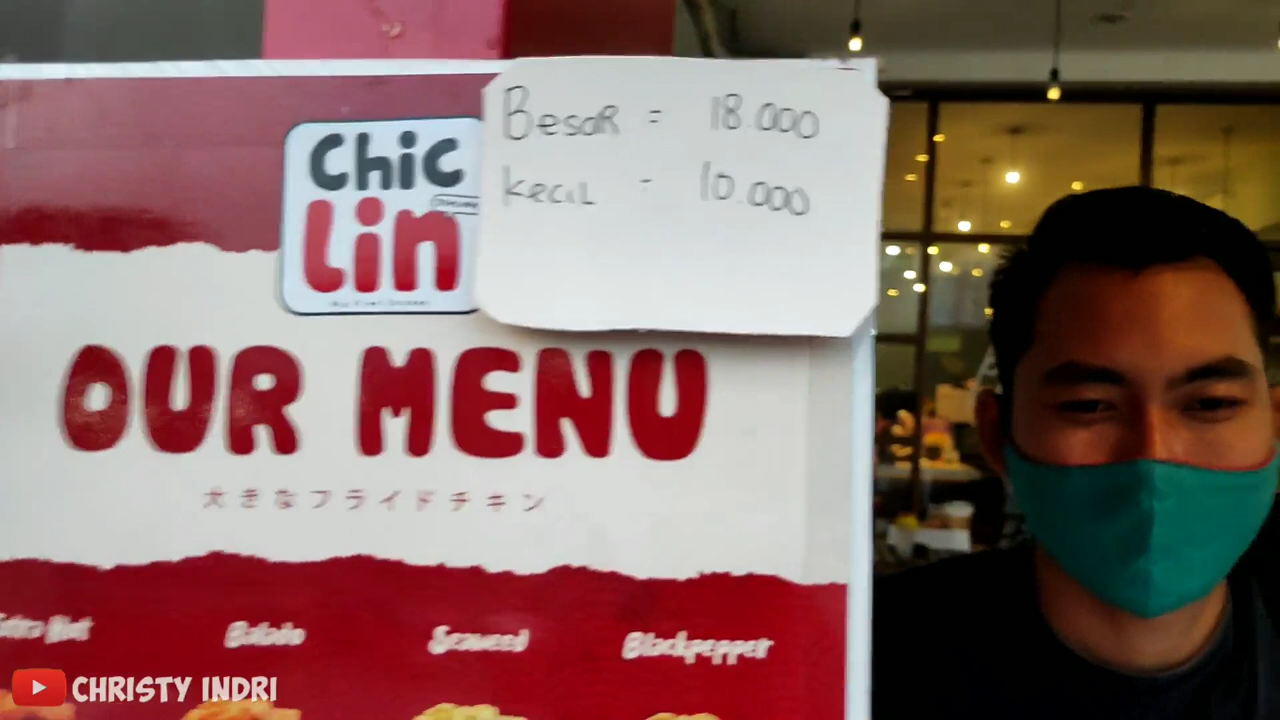 Chic
Lin
Besar = 18.000
Kecil = 10.000
OUR MENU
大きなフライドチキン
Balado
Seaweed
Blackpepper
CHRISTY INDRI